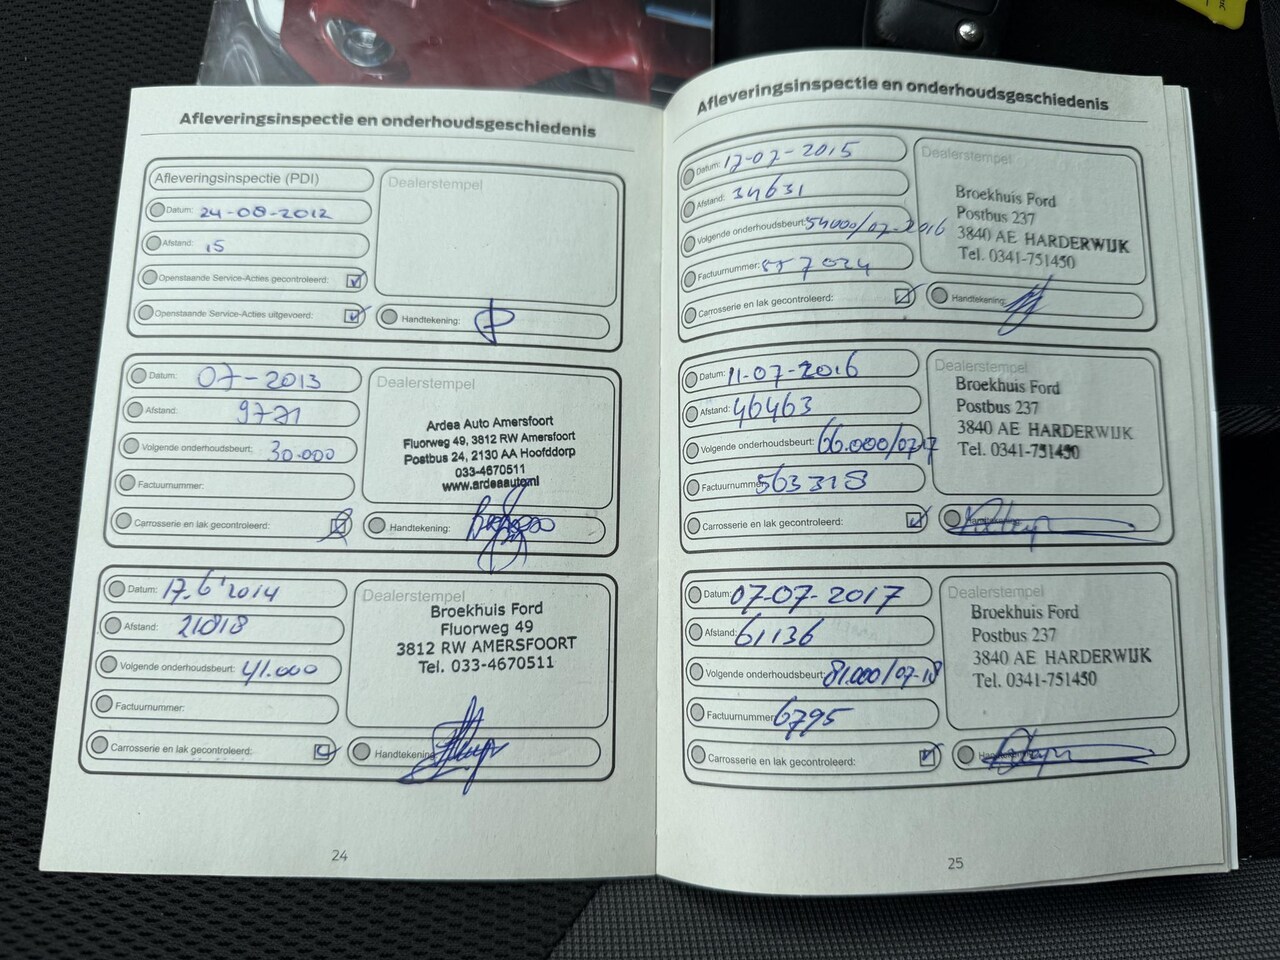 Afleveringsinspectie en onderhoudsgeschiedenis
Afleveringsinspectie (PDI)
Datum: 24-08-2012
Afstand: 15
Openstaande Service-Acties gecontroleerd:
Openstaande Service-Acties uitgevoerd:
Dealerstempel
Handtekening:
Datum: 07-2013
Afstand: 9721
Volgende onderhoudsbeurt: 30.000
Factuurnummer:
Carrosserie en lak gecontroleerd:
Dealerstempel
Ardea Auto Amersfoort
Fluorweg 49, 3812 RW Amersfoort
Postbus 24, 2130 AA Hoofddorp
033-4670511
www.ardeaauto.nl
Handtekening:
Datum: 17-6'2014
Afstand: 21818
Volgende onderhoudsbeurt: 41.000
Factuurnummer:
Carrosserie en lak gecontroleerd:
Dealerstempel
Broekhuis Ford
Fluorweg 49
3812 RW AMERSFOORT
Tel. 033-4670511
Handtekening
24
Afleveringsinspectie en onderhoudsgeschiedenis
Datum: 17-07-2015
Afstand: 34631
Volgende onderhoudsbeurt: 54000/07-2016
Factuurnummer: 557024
Carrosserie en lak gecontroleerd:
Dealerstempel
Broekhuis Ford
Postbus 237
3840 AE HARDERWIJK
Tel. 0341-751450
Handtekening:
Datum: 11-07-2016
Afstand: 46463
Volgende onderhoudsbeurt: 66.000/07-17
Factuurnummer 563318
Carrosserie en lak gecontroleerd:
Dealerstempel
Broekhuis Ford
Postbus 237
3840 AE HARDERWIJK
Tel. 0341-751450
Datum: 07-07-2017
Afstand: 61136
Volgende onderhoudsbeurt: 81.000/07-18
Factuurnummer 6795
Carrosserie en lak gecontroleerd:
Dealerstempel
Broekhuis Ford
Postbus 237
3840 AE HARDERWIJK
Tel. 0341-751450
25